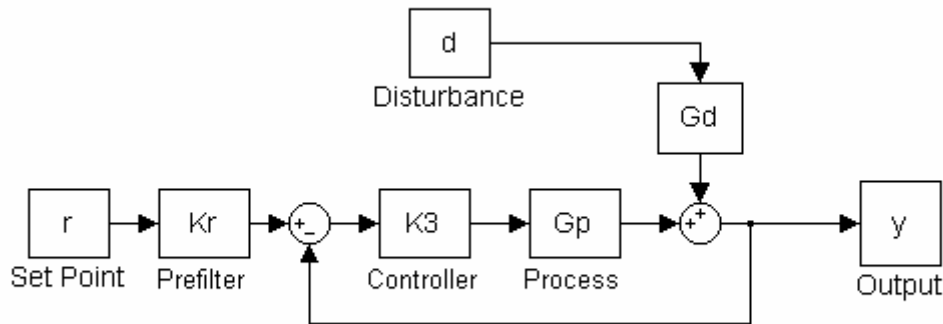 d
Disturbance
Gd
r
Kr
+
−
K3
Gp
+
+
y
Set Point
Prefilter
Controller
Process
Output